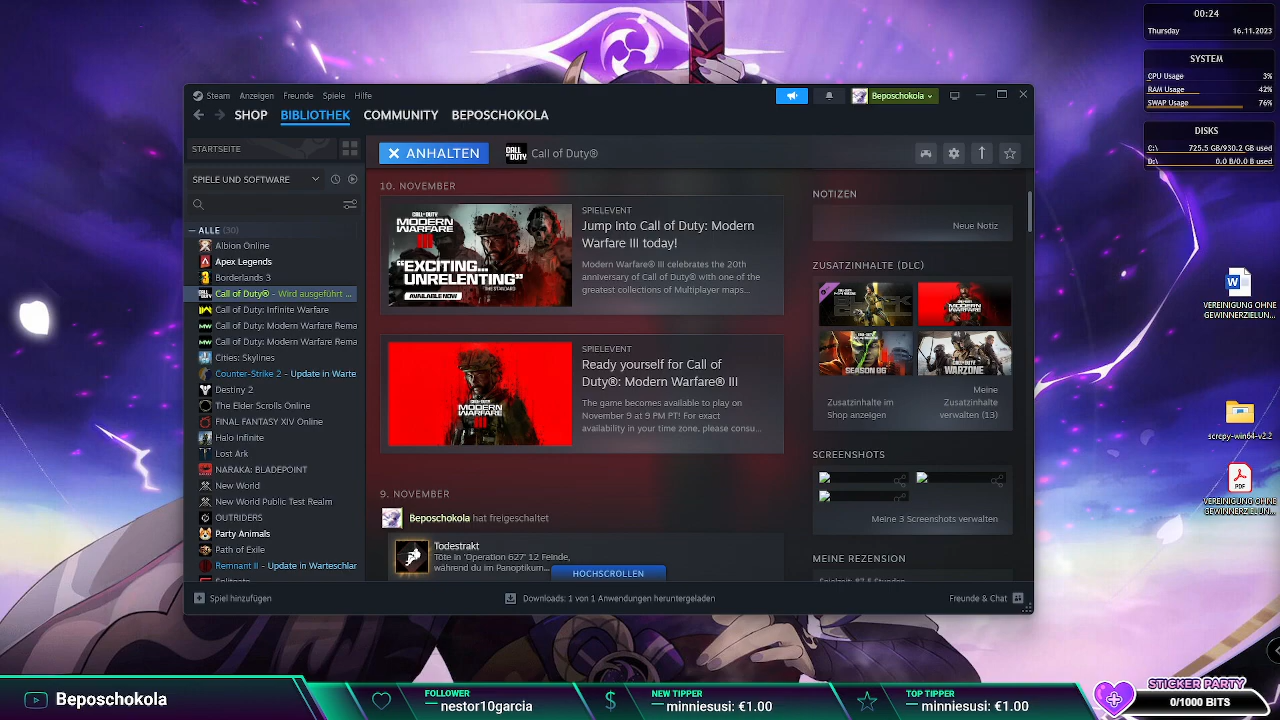 00:24
Thursday 16.11.2023
SYSTEM
CPU Usage 3%
RAM Usage 42%
SWAP Usage 76%
DISKS
C:\ 725.5 GB/930.2 GB used
D:\ 0.0 B/0.0 B used
Steam Anzeigen Freunde Spiele Hilfe
Beposchokola
SHOP BIBLIOTHEK COMMUNITY BEPOSCHOKOLA
STARTSEITE
SPIELE UND SOFTWARE
ALLE (30)
Albion Online
Apex Legends
Borderlands 3
Call of Duty® - Wird ausgeführt ...
Call of Duty: Infinite Warfare
Call of Duty: Modern Warfare Rema
Call of Duty: Modern Warfare Rema
Cities: Skylines
Counter-Strike 2 - Update in Warte
Destiny 2
The Elder Scrolls Online
FINAL FANTASY XIV Online
Halo Infinite
Lost Ark
NARAKA: BLADEPOINT
New World
New World Public Test Realm
OUTRIDERS
Party Animals
Path of Exile
Remnant II - Update in Warteschlar
ANHALTEN
CALL OF DUTY
Call of Duty®
10. NOVEMBER
CALL OF DUTY
MODERN
WARFARE
III
"EXCITING...
UNRELENTING"
THE STANDARD
AVAILABLE NOW
SPIELEVENT
Jump Into Call of Duty: Modern
Warfare III today!
Modern Warfare® III celebrates the 20th
anniversary of Call of Duty® with one of the
greatest collections of Multiplayer maps...
CALL OF DUTY
MODERN
WARFARE
III
SPIELEVENT
Ready yourself for Call of
Duty®: Modern Warfare® III
The game becomes available to play on
November 9 at 9 PM PT! For exact
availability in your time zone, please consu...
9. NOVEMBER
Beposchokola hat freigeschaltet
Todestrakt
Töte in 'Operation 627' 12 Feinde,
während du im Panoptikum...
HOCHSCROLLEN
NOTIZEN
Neue Notiz
ZUSATZINHALTE (DLC)
SEASON 06
WARZONE
Zusatzinhalte im
Shop anzeigen
Meine
Zusatzinhalte
verwalten (13)
SCREENSHOTS
Meine 3 Screenshots verwalten
MEINE REZENSION
Spiel hinzufügen
Downloads: 1 von 1 Anwendungen heruntergeladen
Freunde & Chat
VEREINIGUNG OHNE
GEWINNERZIELUN...
scrcpy-win64-v2.2
PDF
VEREINIGUNG OHNE
GEWINNERZIELUN...
Beposchokola
FOLLOWER
nestor10garcia
NEW TIPPER
minniesusi: €1.00
TOP TIPPER
minniesusi: €1.00
STICKER PARTY
0/1000 BITS